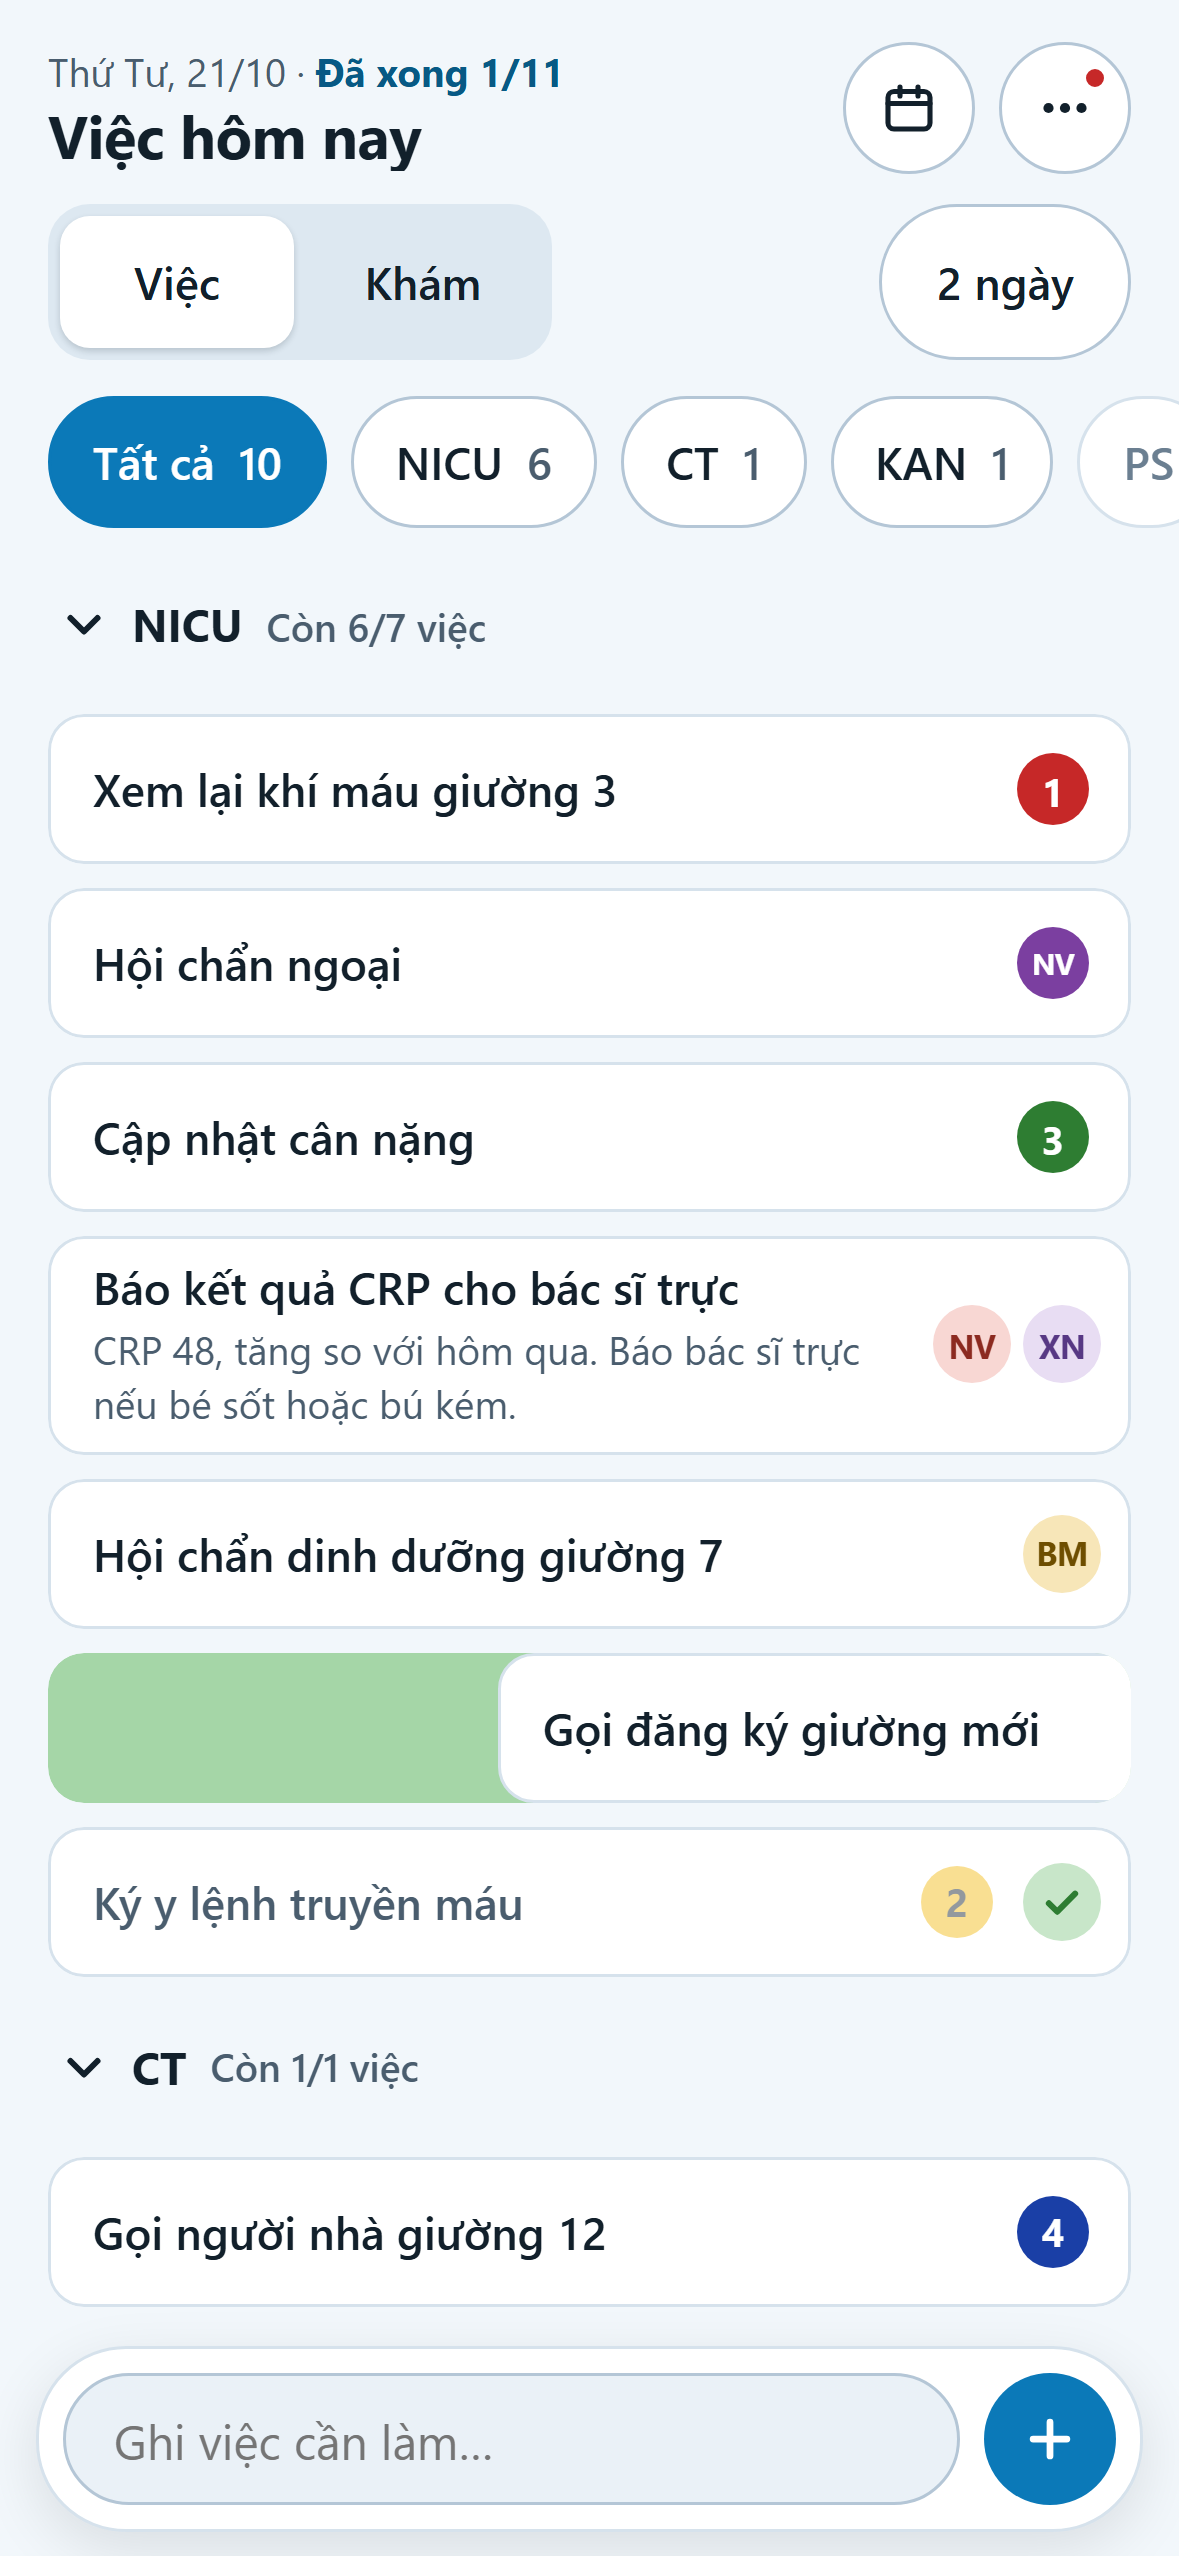 Thứ Tư, 21/10 · Đã xong 1/11
Việc hôm nay
Việc
Khám
2 ngày
Tất cả 10
NICU 6
CT 1
KAN 1
PS
NICU Còn 6/7 việc
Xem lại khí máu giường 3
1
Hội chẩn ngoại
NV
Cập nhật cân nặng
3
Báo kết quả CRP cho bác sĩ trực
CRP 48, tăng so với hôm qua. Báo bác sĩ trực
nếu bé sốt hoặc bú kém.
NV XN
Hội chẩn dinh dưỡng giường 7
BM
Gọi đăng ký giường mới
Ký y lệnh truyền máu
2
CT Còn 1/1 việc
Gọi người nhà giường 12
4
Ghi việc cần làm...